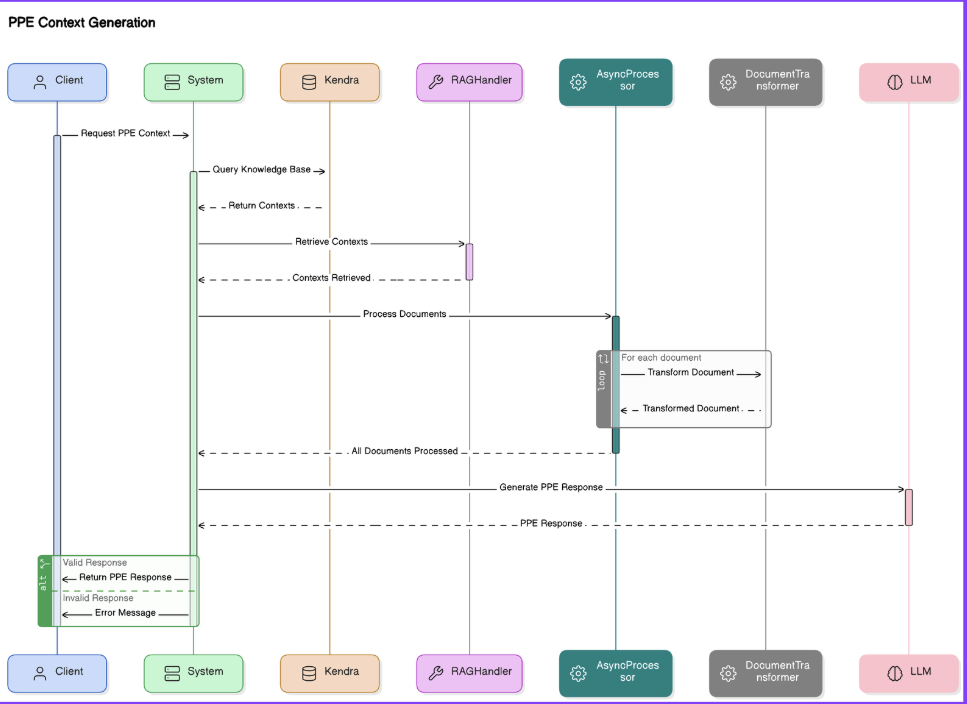 PPE Context Generation
Client
System
Kendra
RAGHandler
AsyncProces
sor
DocumentTra
nsformer
LLM
Request PPE Context
Query Knowledge Base
Return Contexts
Retrieve Contexts
Contexts Retrieved
Process Documents
loop
For each document
Transform Document
Transformed Document
All Documents Processed
Generate PPE Response
PPE Response
alt
Valid Response
Return PPE Response
Invalid Response
Error Message
Client
System
Kendra
RAGHandler
AsyncProces
sor
DocumentTra
nsformer
LLM